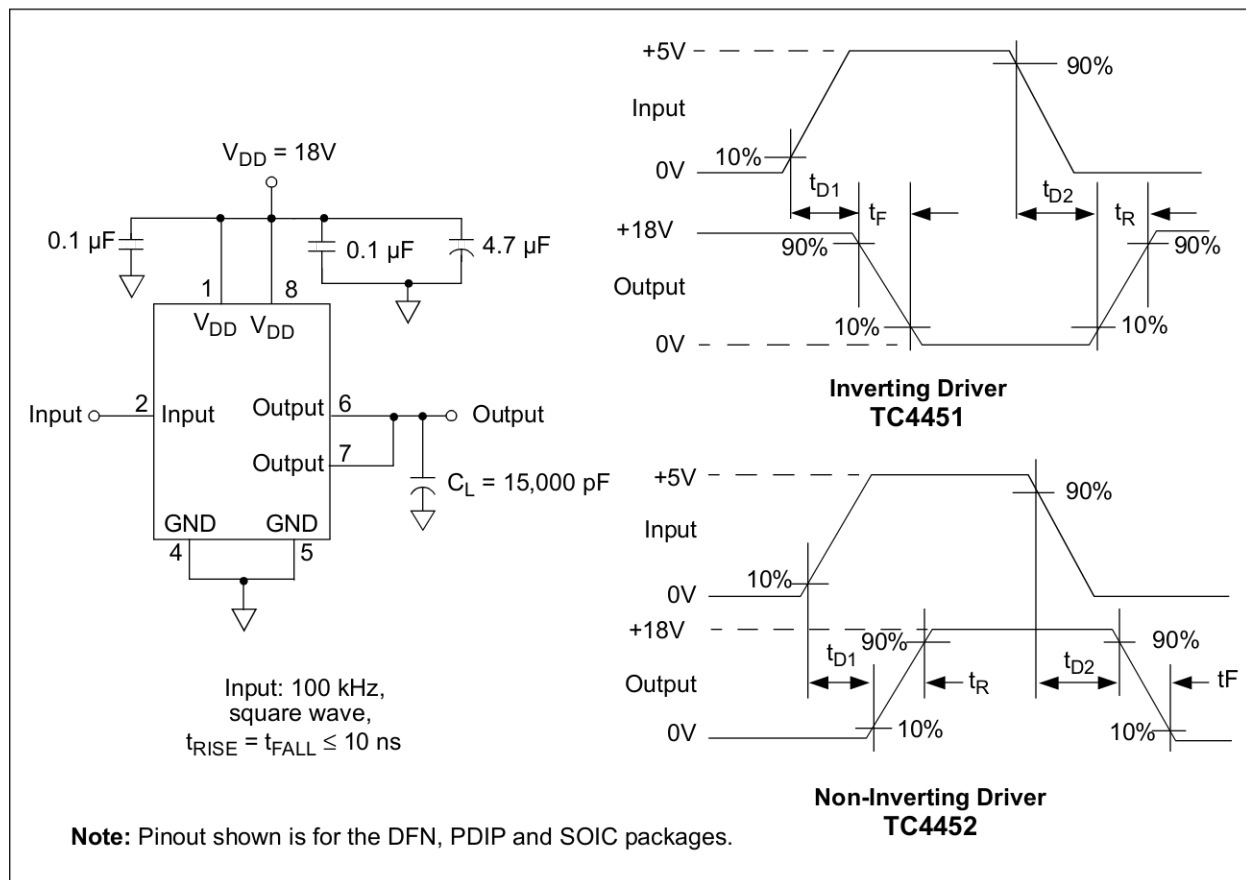 V_DD = 18V
0.1 µF
0.1 µF
4.7 µF
1
8
V_DD
V_DD
Input
2
Input
Output
6
Output
Output
7
C_L = 15,000 pF
GND
GND
4
5
Input: 100 kHz,
square wave,
t_RISE = t_FALL ≤ 10 ns
Note: Pinout shown is for the DFN, PDIP and SOIC packages.
+5V
90%
Input
10%
0V
t_D1
t_F
t_D2
t_R
+18V
90%
90%
Output
10%
10%
0V
Inverting Driver
TC4451
+5V
90%
Input
10%
0V
+18V
90%
90%
t_D1
t_R
t_D2
tF
Output
10%
10%
0V
Non-Inverting Driver
TC4452